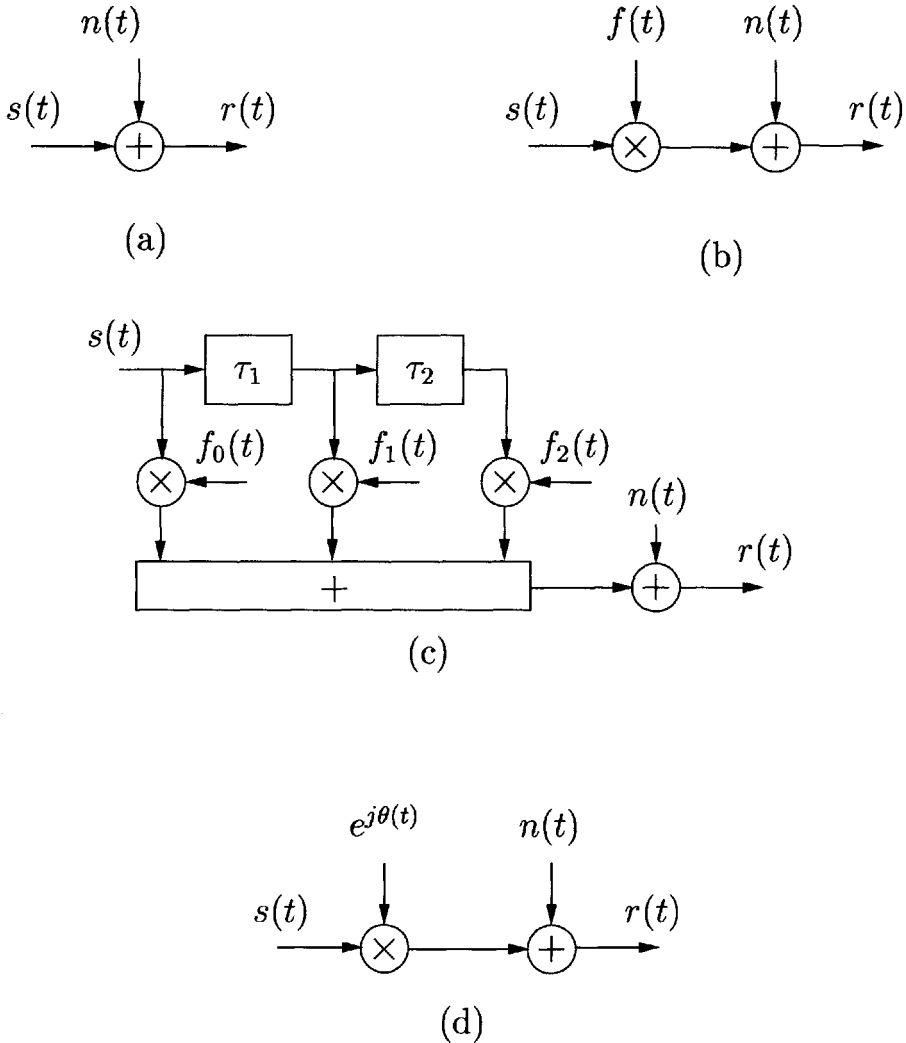 n(t)
s(t) + r(t)
(a)
f(t) n(t)
s(t) × + r(t)
(b)
s(t) τ₁ τ₂
× f₀(t) × f₁(t) × f₂(t)
n(t)
+ + r(t)
(c)
e^{jθ(t)} n(t)
s(t) × + r(t)
(d)